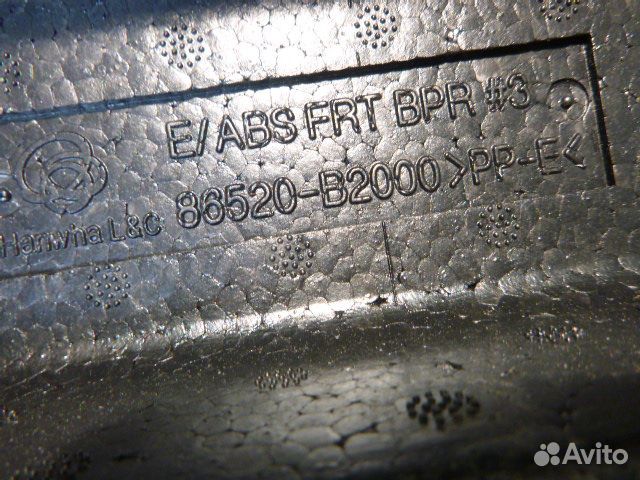 E/ABS FRT BPR #3
86520-B2000 >PP-E<
Hanwha L&C
Avito